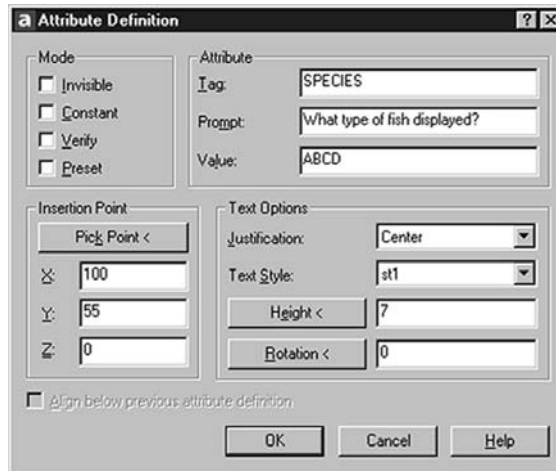 a Attribute Definition ? X
Mode
Invisible
Constant
Verify
Preset
Attribute
Tag: SPECIES
Prompt: What type of fish displayed?
Value: ABCD
Insertion Point
Pick Point <
X: 100
Y: 55
Z: 0
Text Options
Justification: Center
Text Style: st1
Height < 7
Rotation < 0
Align below previous attribute definition
OK Cancel Help